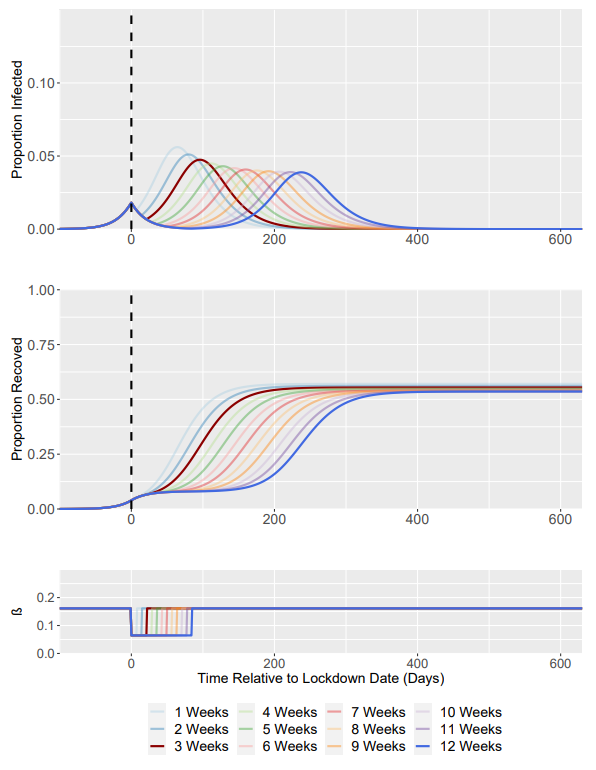 Proportion Infected
0.10
0.05
0.00
0 200 400 600
Proportion Recoved
1.00
0.75
0.50
0.25
0.00
0 200 400 600
ß
0.2
0.1
0.0
0 200 400 600
Time Relative to Lockdown Date (Days)
1 Weeks 4 Weeks 7 Weeks 10 Weeks
2 Weeks 5 Weeks 8 Weeks 11 Weeks
3 Weeks 6 Weeks 9 Weeks 12 Weeks